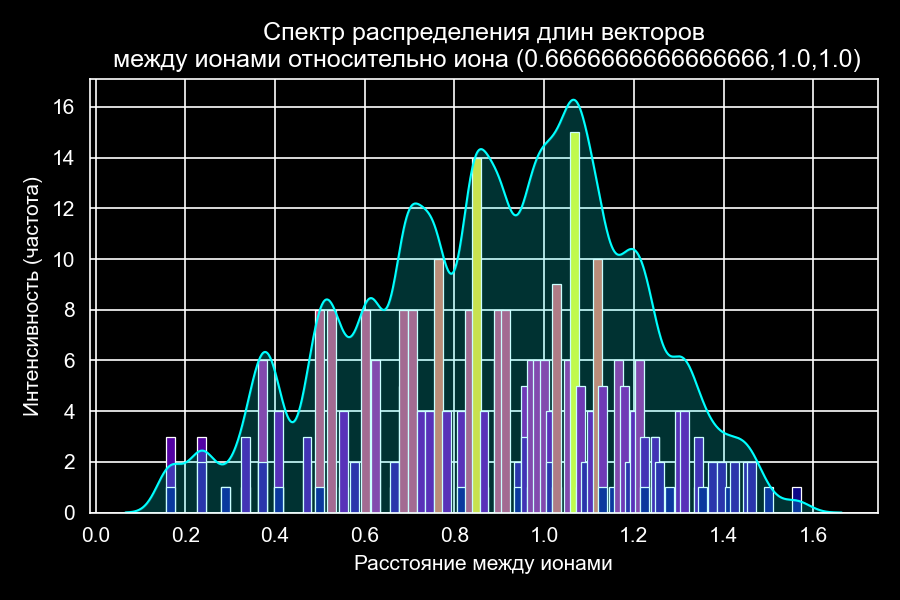 Спектр распределения длин векторов
между ионами относительно иона (0.6666666666666666,1.0,1.0)
Интенсивность (частота)
16
14
12
10
8
6
4
2
0
0.0 0.2 0.4 0.6 0.8 1.0 1.2 1.4 1.6
Расстояние между ионами